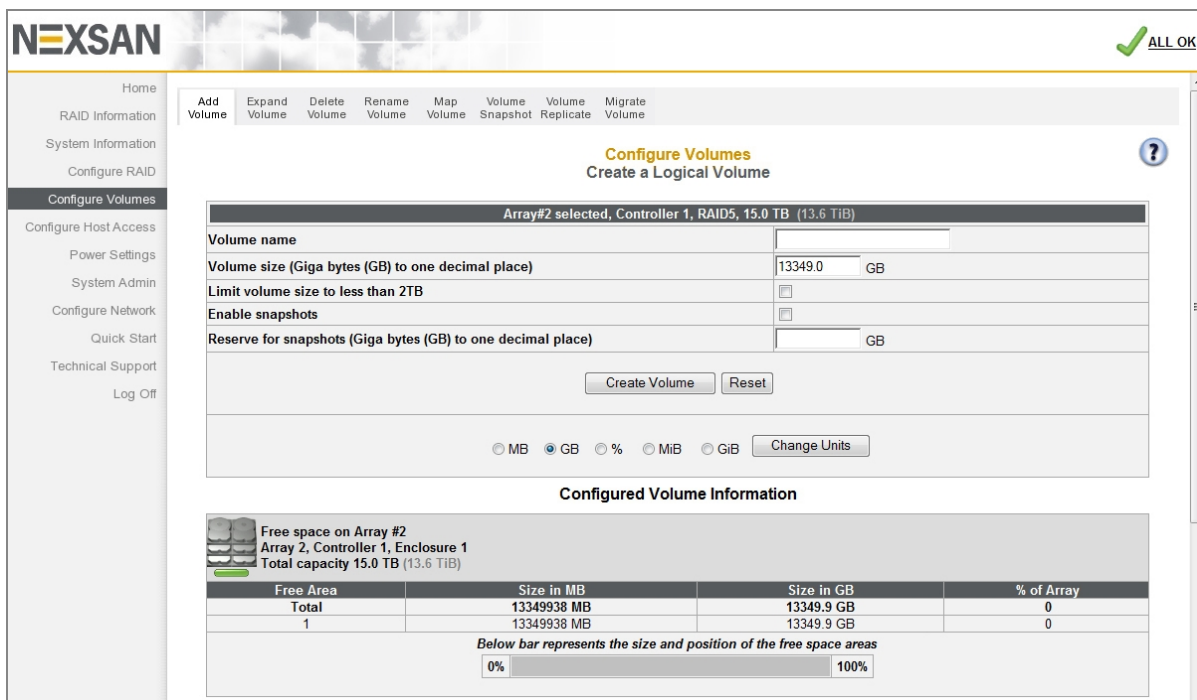 NEXSAN
ALL OK
Home
RAID Information
System Information
Configure RAID
Configure Volumes
Configure Host Access
Power Settings
System Admin
Configure Network
Quick Start
Technical Support
Log Off
Add Volume
Expand Volume
Delete Volume
Rename Volume
Map Volume
Volume Snapshot
Volume Replicate
Migrate Volume
?
Configure Volumes
Create a Logical Volume
Array#2 selected, Controller 1, RAID5, 15.0 TB (13.6 TiB)
Volume name
Volume size (Giga bytes (GB) to one decimal place) 13349.0 GB
Limit volume size to less than 2TB
Enable snapshots
Reserve for snapshots (Giga bytes (GB) to one decimal place) GB
Create Volume Reset
MB GB % MiB GiB Change Units
Configured Volume Information
Free space on Array #2
Array 2, Controller 1, Enclosure 1
Total capacity 15.0 TB (13.6 TiB)
Free Area Size in MB Size in GB % of Array
Total 13349938 MB 13349.9 GB 0
1 13349938 MB 13349.9 GB 0
Below bar represents the size and position of the free space areas
0% 100%